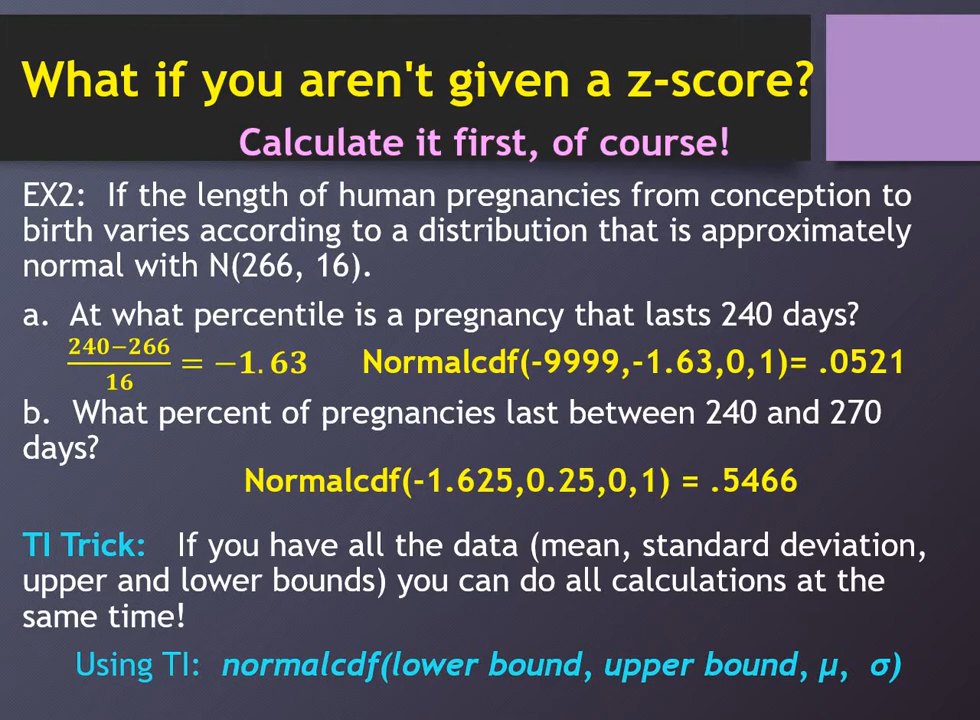 What if you aren't given a z-score?
Calculate it first, of course!
EX2: If the length of human pregnancies from conception to
birth varies according to a distribution that is approximately
normal with N(266, 16).
a. At what percentile is a pregnancy that lasts 240 days?
240−266/16 = −1.63 Normalcdf(-9999,-1.63,0,1)= .0521
b. What percent of pregnancies last between 240 and 270
days?
Normalcdf(-1.625,0.25,0,1) = .5466
TI Trick: If you have all the data (mean, standard deviation,
upper and lower bounds) you can do all calculations at the
same time!
Using TI: normalcdf(lower bound, upper bound, μ, σ)